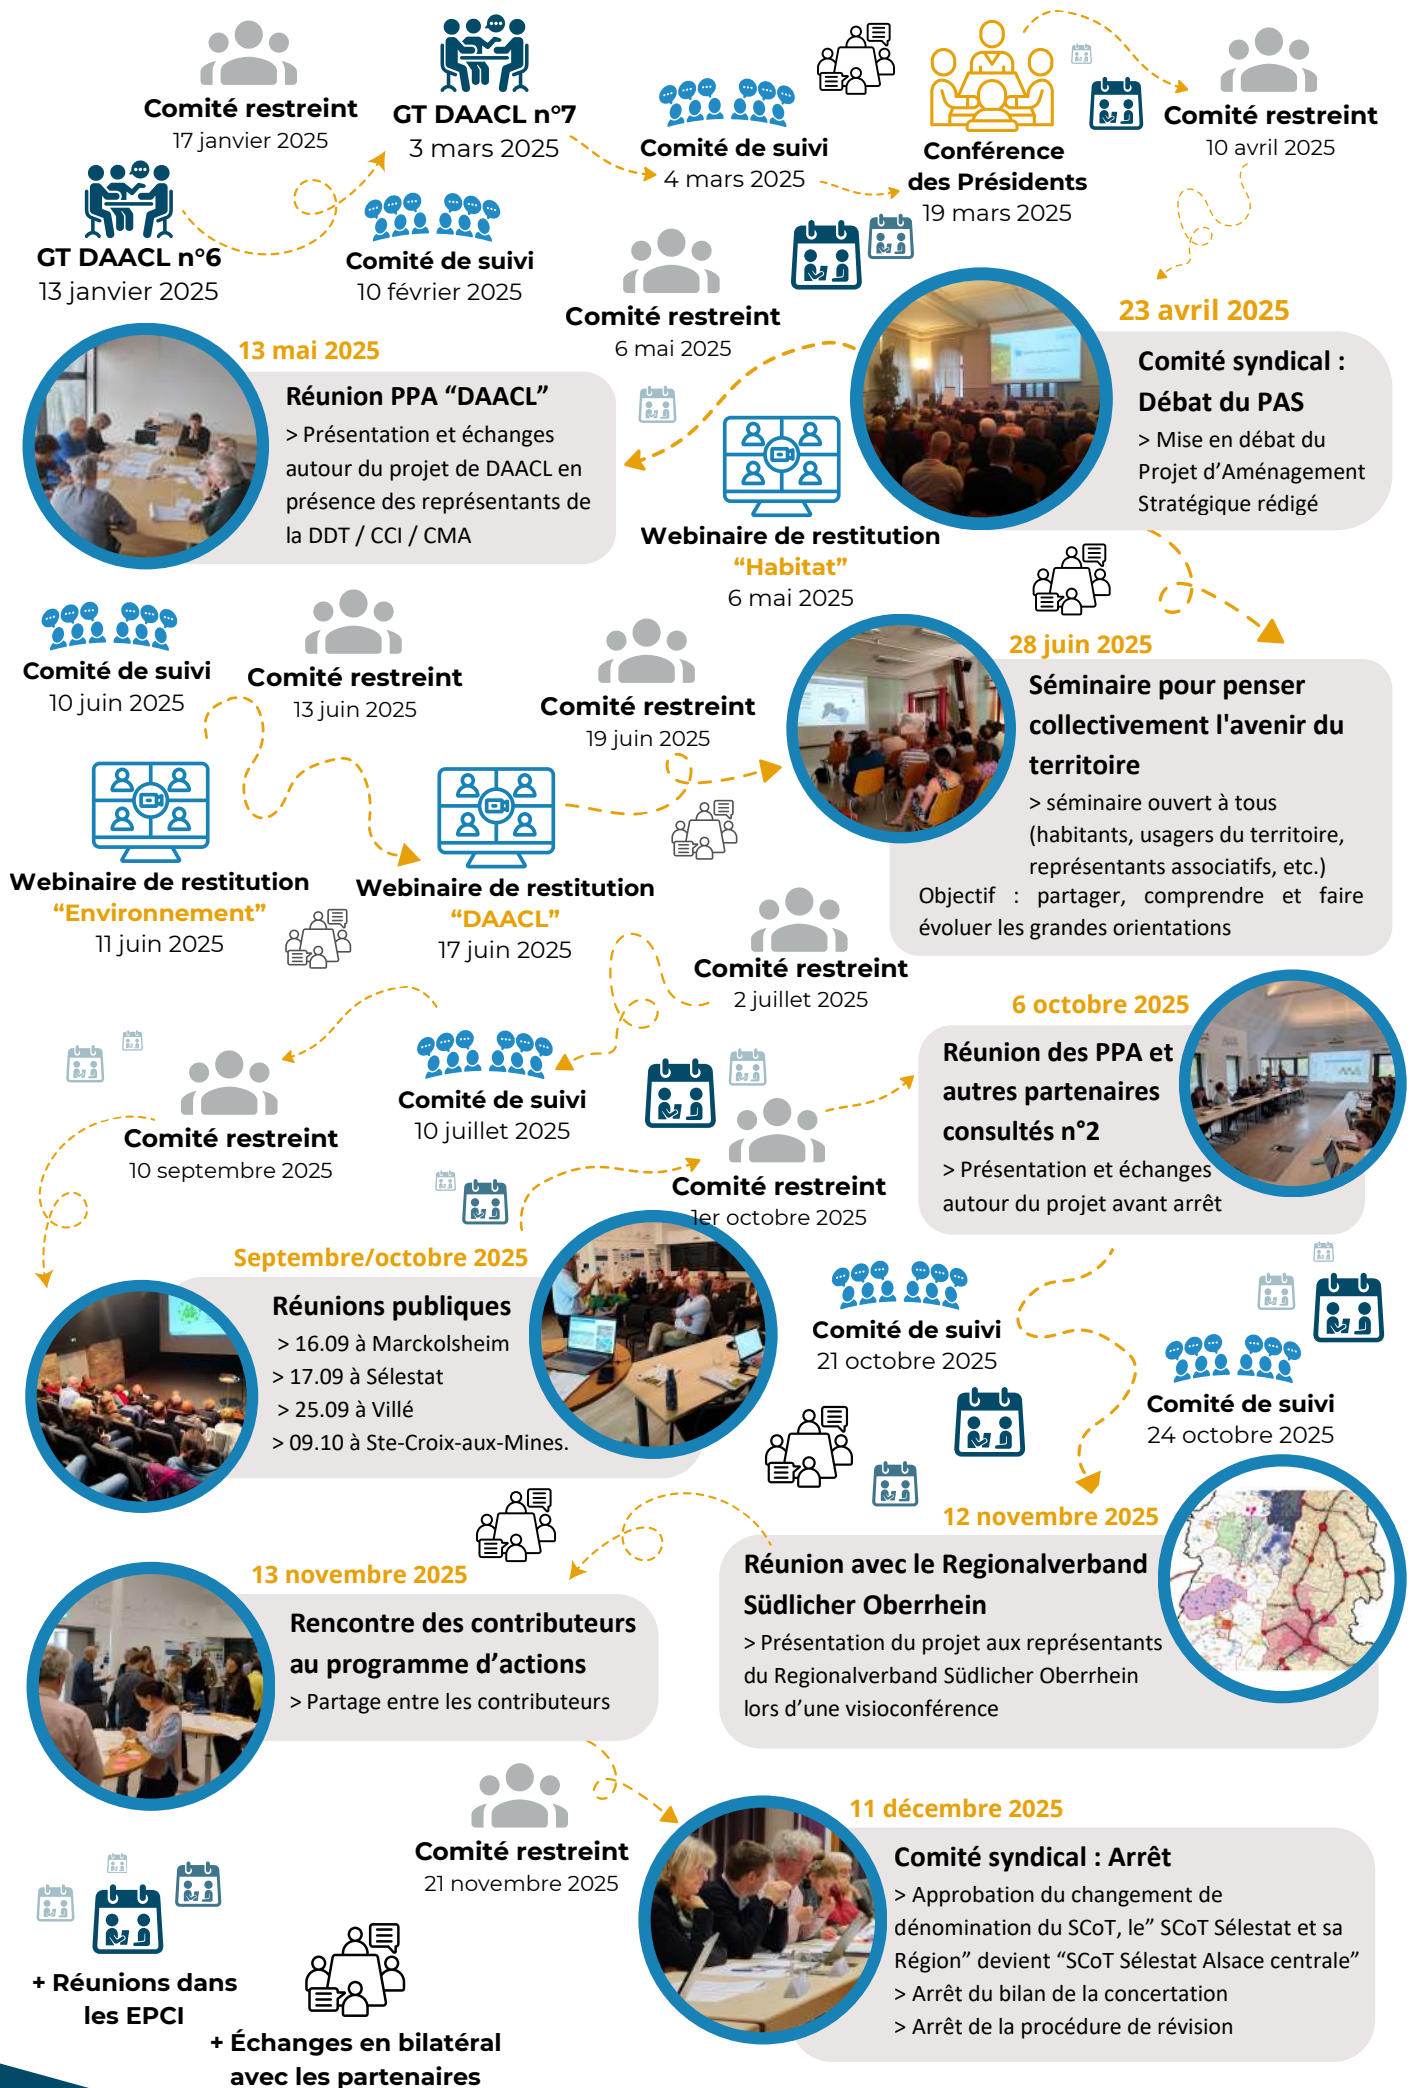 Comité restreint
17 janvier 2025
GT DAACL n°7
3 mars 2025
Comité de suivi
4 mars 2025
Conférence
des Présidents
19 mars 2025
Comité restreint
10 avril 2025
GT DAACL n°6
13 janvier 2025
Comité de suivi
10 février 2025
Comité restreint
6 mai 2025
23 avril 2025
Comité syndical :
Débat du PAS
> Mise en débat du
Projet d’Aménagement
Stratégique rédigé
13 mai 2025
Réunion PPA “DAACL”
> Présentation et échanges
autour du projet de DAACL en
présence des représentants de
la DDT / CCI / CMA
Webinaire de restitution
“Habitat”
6 mai 2025
Comité de suivi
10 juin 2025
Comité restreint
13 juin 2025
Comité restreint
19 juin 2025
28 juin 2025
Séminaire pour penser
collectivement l'avenir du
territoire
> séminaire ouvert à tous
(habitants, usagers du territoire,
représentants associatifs, etc.)
Objectif : partager, comprendre et faire
évoluer les grandes orientations
Webinaire de restitution
“Environnement”
11 juin 2025
Webinaire de restitution
“DAACL”
17 juin 2025
Comité restreint
2 juillet 2025
Comité de suivi
10 juillet 2025
Comité restreint
10 septembre 2025
6 octobre 2025
Réunion des PPA et
autres partenaires
consultés n°2
> Présentation et échanges
autour du projet avant arrêt
Comité restreint
1er octobre 2025
Septembre/octobre 2025
Réunions publiques
> 16.09 à Marckolsheim
> 17.09 à Sélestat
> 25.09 à Villé
> 09.10 à Ste-Croix-aux-Mines.
Comité de suivi
21 octobre 2025
Comité de suivi
24 octobre 2025
12 novembre 2025
Réunion avec le Regionalverband
Südlicher Oberrhein
> Présentation du projet aux représentants
du Regionalverband Südlicher Oberrhein
lors d’une visioconférence
13 novembre 2025
Rencontre des contributeurs
au programme d’actions
> Partage entre les contributeurs
Comité restreint
21 novembre 2025
11 décembre 2025
Comité syndical : Arrêt
> Approbation du changement de
dénomination du SCoT, le” SCoT Sélestat et sa
Région” devient “SCoT Sélestat Alsace centrale”
> Arrêt du bilan de la concertation
> Arrêt de la procédure de révision
+ Réunions dans
les EPCI
+ Échanges en bilatéral
avec les partenaires